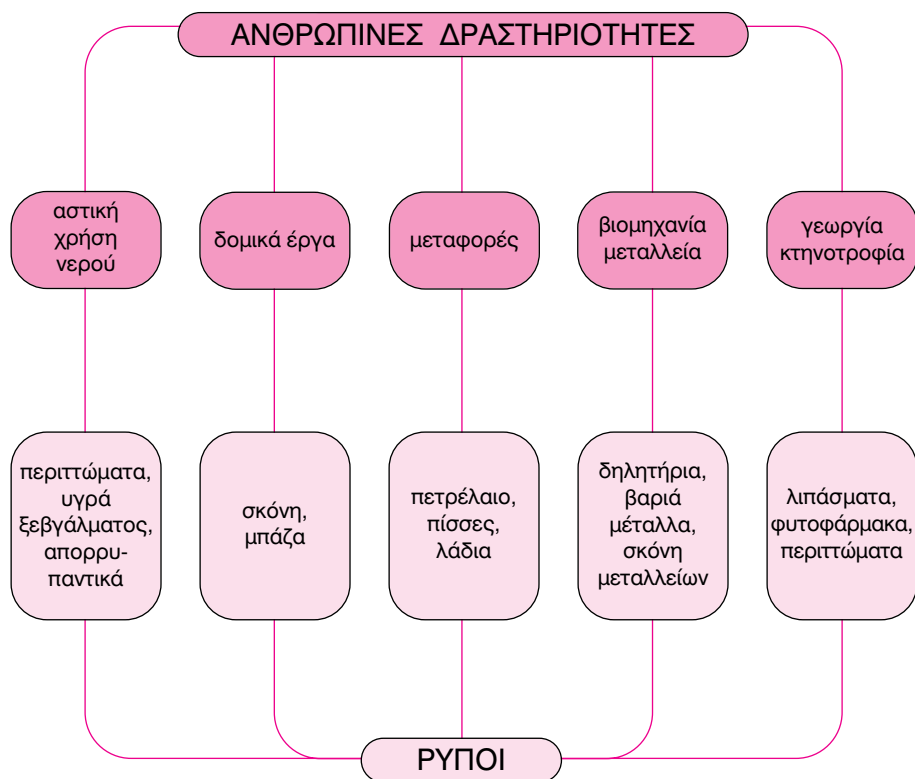 ΑΝΘΡΩΠΙΝΕΣ ΔΡΑΣΤΗΡΙΟΤΗΤΕΣ
αστική
χρήση
νερού
δομικά έργα
μεταφορές
βιομηχανία
μεταλλεία
γεωργία
κτηνοτροφία
περιττώματα,
υγρά
ξεβγάλματος,
απορρυ-
παντικά
σκόνη,
μπάζα
πετρέλαιο,
πίσσες,
λάδια
δηλητήρια,
βαριά
μέταλλα,
σκόνη
μεταλλείων
λιπάσματα,
φυτοφάρμακα,
περιττώματα
ΡΥΠΟΙ